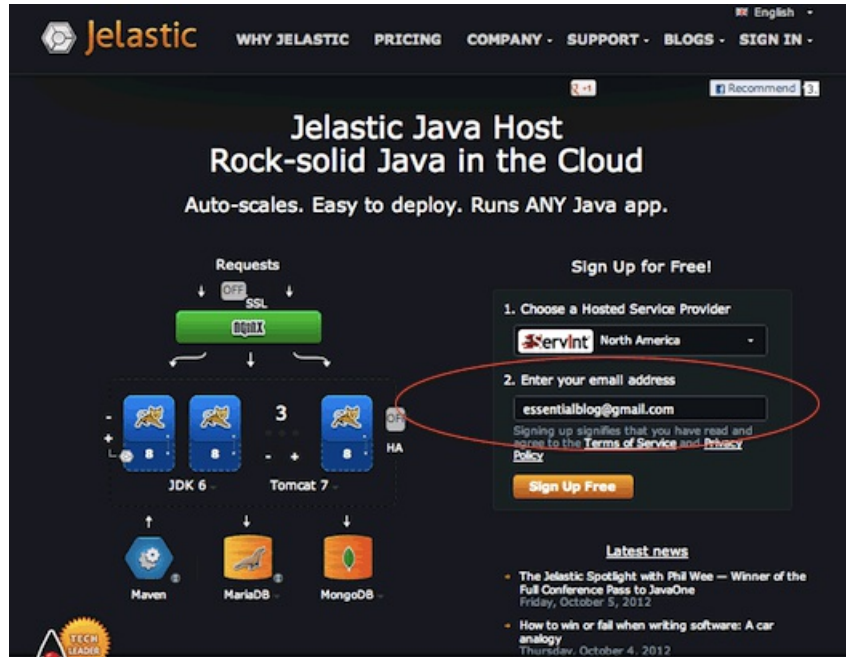 English
Jelastic
WHY JELASTIC PRICING COMPANY SUPPORT BLOGS SIGN IN
+1
Recommend 3.
Jelastic Java Host
Rock-solid Java in the Cloud
Auto-scales. Easy to deploy. Runs ANY Java app.
Requests
OFF
SSL
NGINX
Sign Up for Free!
1. Choose a Hosted Service Provider
ServInt North America
2. Enter your email address
essentialblog@gmail.com
Signing up signifies that you have read and
agree to the Terms of Service and Privacy
Policy
Sign Up Free
- 3 OFF
+ 8 8 - + 8 HA
JDK 6 Tomcat 7
Maven MariaDB MongoDB
Latest news
The Jelastic Spotlight with Phil Wee — Winner of the
Full Conference Pass to JavaOne
Friday, October 5, 2012
How to win or fail when writing software: A car
analogy
Thursday, October 4, 2012
TECH
LEADER